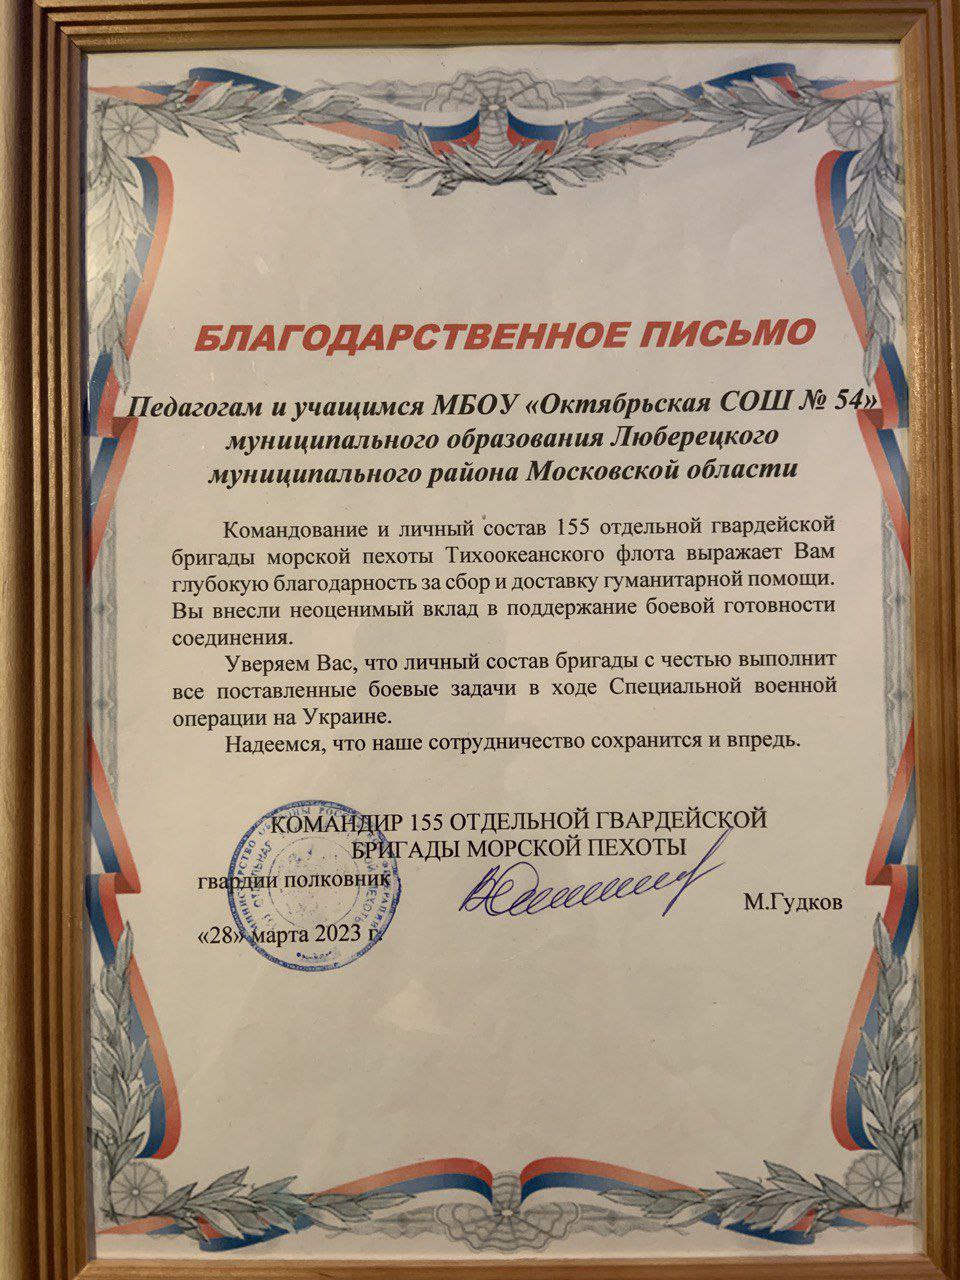 БЛАГОДАРСТВЕННОЕ ПИСЬМО
Педагогам и учащимся МБОУ «Октябрьская СОШ № 54»
муниципального образования Люберецкого
муниципального района Московской области
Командование и личный состав 155 отдельной гвардейской
бригады морской пехоты Тихоокеанского флота выражает Вам
глубокую благодарность за сбор и доставку гуманитарной помощи.
Вы внесли неоценимый вклад в поддержание боевой готовности
соединения.
Уверяем Вас, что личный состав бригады с честью выполнит
все поставленные боевые задачи в ходе Специальной военной
операции на Украине.
Надеемся, что наше сотрудничество сохранится и впредь.
КОМАНДИР 155 ОТДЕЛЬНОЙ ГВАРДЕЙСКОЙ
БРИГАДЫ МОРСКОЙ ПЕХОТЫ
гвардии полковник
М.Гудков
«28» марта 2023 г.
МИНИСТЕРСТВО ОБОРОНЫ